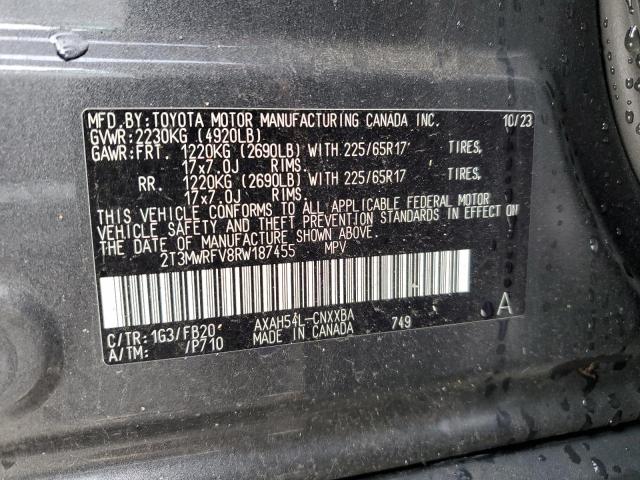 MFD.BY:TOYOTA MOTOR MANUFACTURING CANADA INC. 10/23
GVWR:2230KG (4920LB)
GAWR:FRT. 1220KG (2690LB) WITH 225/65R17 TIRES,
17x7.0J RIMS.
RR. 1220KG (2690LB) WITH 225/65R17 TIRES,
17x7.0J RIMS.
THIS VEHICLE CONFORMS TO ALL APPLICABLE FEDERAL MOTOR
VEHICLE SAFETY AND THEFT PREVENTION STANDARDS IN EFFECT ON
THE DATE OF MANUFACTURE SHOWN ABOVE.
2T3MWRFV8RW187455 MPV
C/TR: 1G3/FB20 AXAH54L-CNXXBA 749 A
A/TM: /P710 MADE IN CANADA